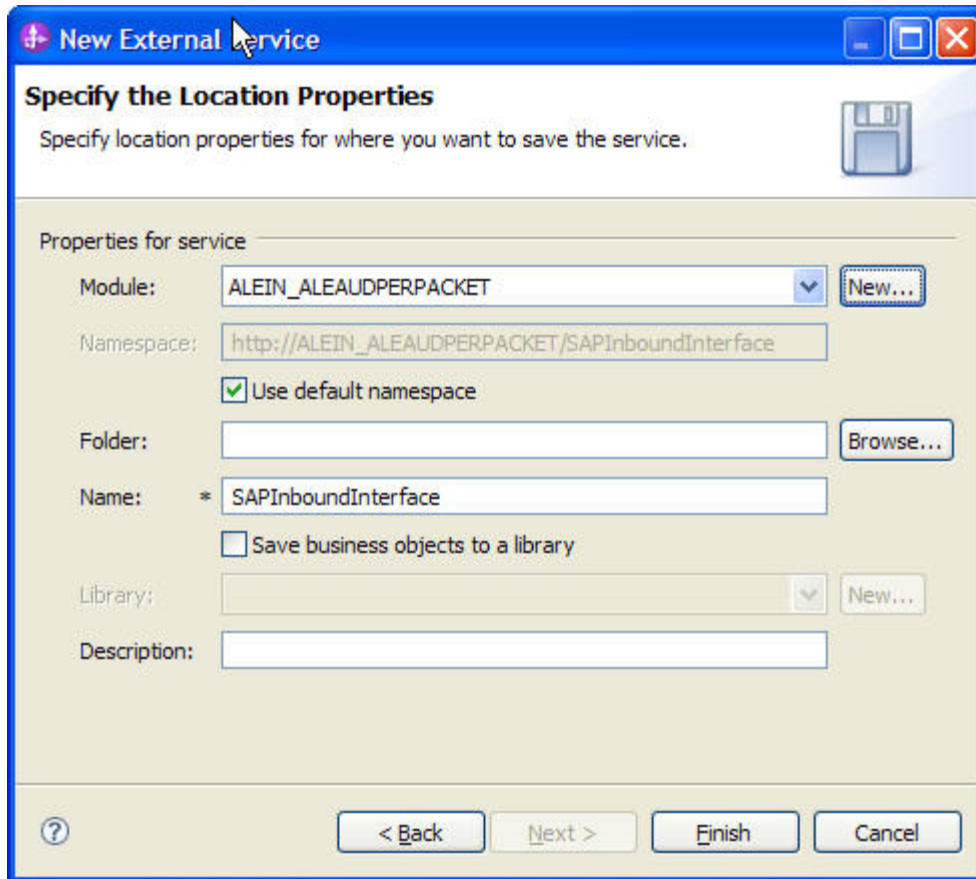 New External Service
Specify the Location Properties
Specify location properties for where you want to save the service.
Properties for service
Module: ALEIN_ALEAUDPERPACKET New...
Namespace: http://ALEIN_ALEAUDPERPACKET/SAPInboundInterface
Use default namespace
Folder: Browse...
Name: * SAPInboundInterface
Save business objects to a library
Library: New...
Description:
? < Back Next > Finish Cancel